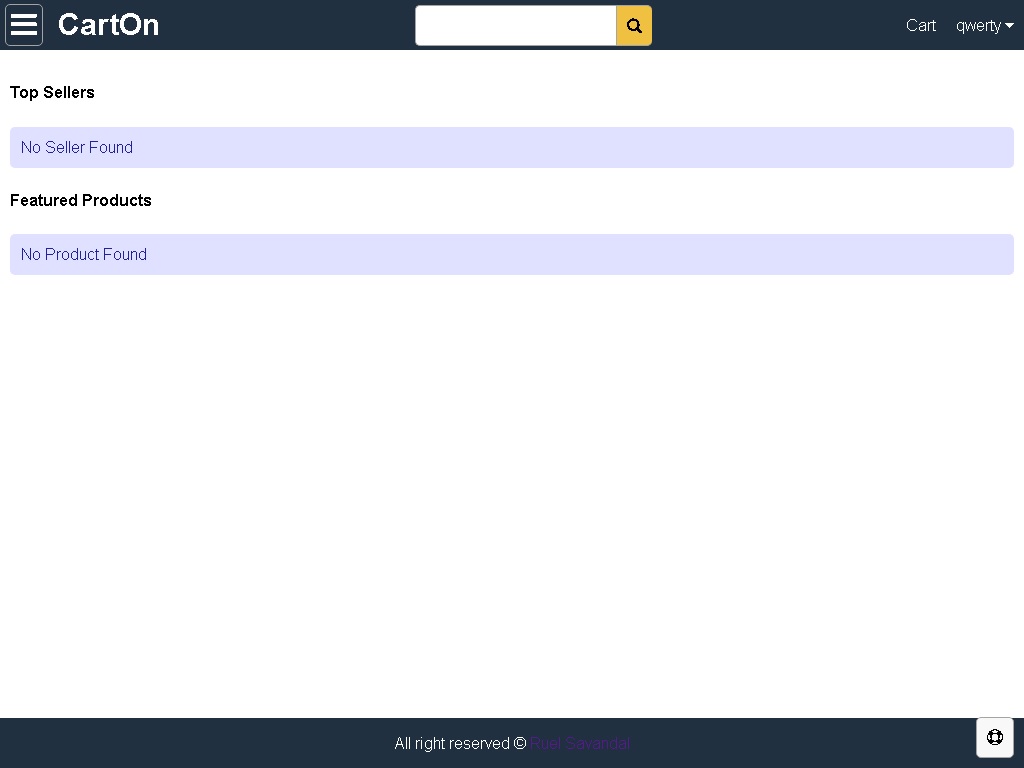 CartOn
Cart
qwerty
Top Sellers
No Seller Found
Featured Products
No Product Found
All right reserved © Ruel Savandal